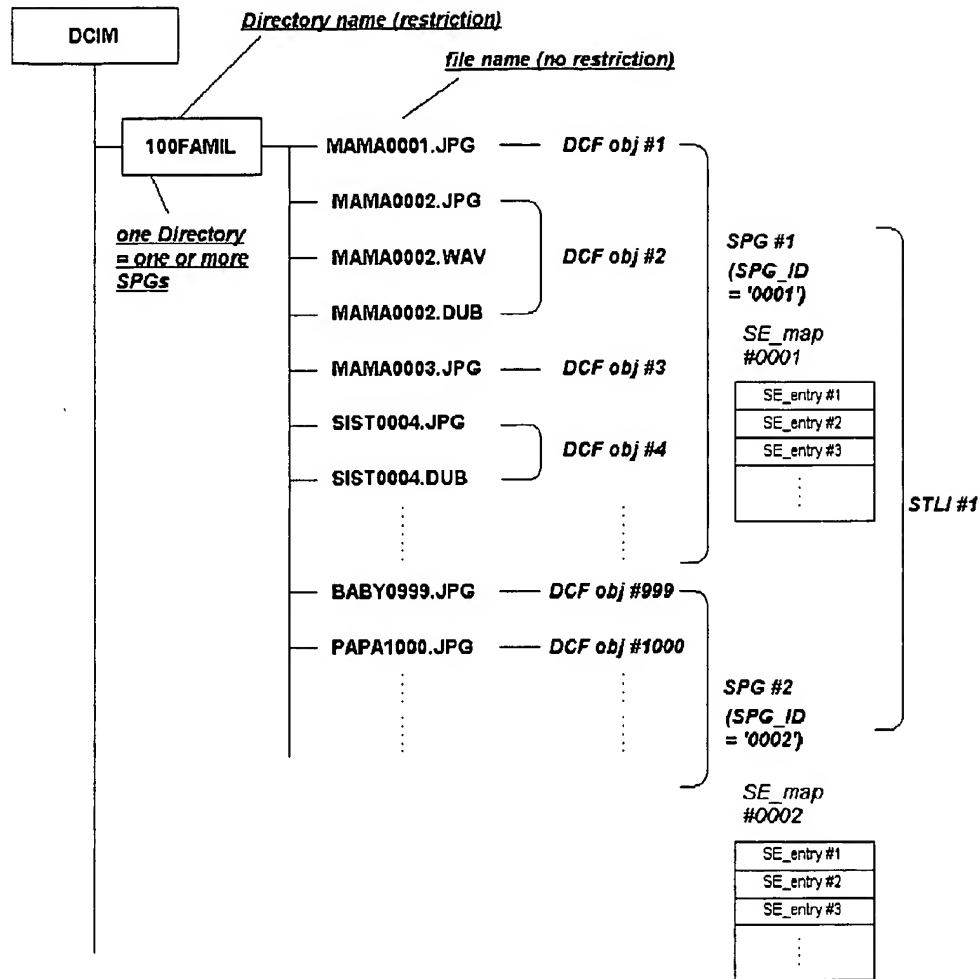 Directory name (restriction)
DCIM
file name (no restriction)
100FAMIL
MAMA0001.JPG
DCF obj #1
MAMA0002.JPG
one Directory
= one or more
SPGs
MAMA0002.WAV
DCF obj #2
MAMA0002.DUB
SPG #1
(SPG_ID
= '0001')
SE_map
#0001
MAMA0003.JPG
DCF obj #3
SE_entry #1
SE_entry #2
SE_entry #3
SIST0004.JPG
DCF obj #4
SIST0004.DUB
STLI #1
BABY0999.JPG
DCF obj #999
PAPA1000.JPG
DCF obj #1000
SPG #2
(SPG_ID
= '0002')
SE_map
#0002
SE_entry #1
SE_entry #2
SE_entry #3